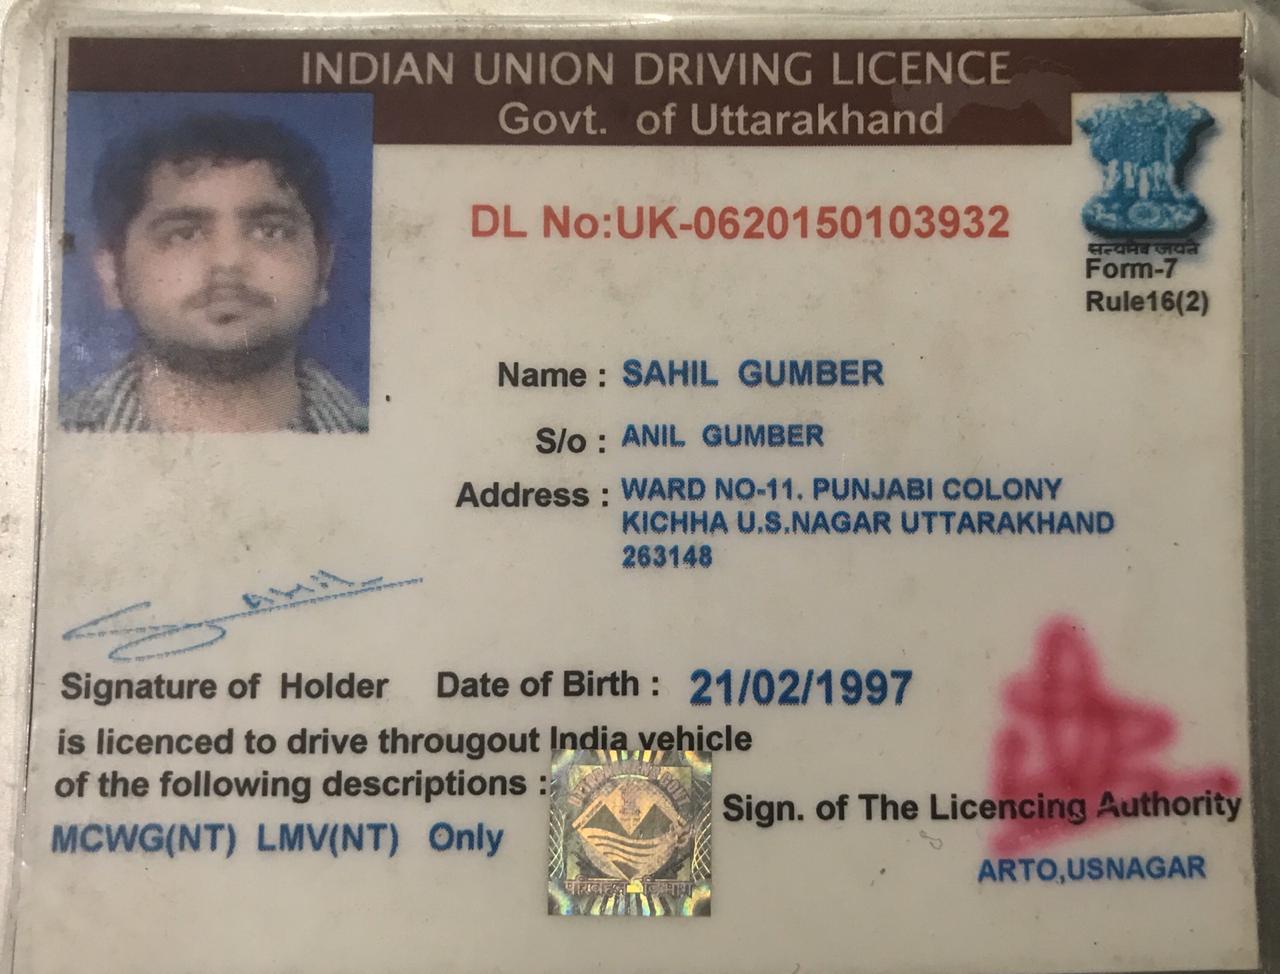 INDIAN UNION DRIVING LICENCE
Govt. of Uttarakhand
DL No:UK-0620150103932
सत्यमेव जयते
Form-7
Rule16(2)
Name : SAHIL GUMBER
S/o : ANIL GUMBER
Address : WARD NO-11. PUNJABI COLONY
KICHHA U.S.NAGAR UTTARAKHAND
263148
Sahil
Signature of Holder Date of Birth : 21/02/1997
is licenced to drive througout India vehicle
of the following descriptions :
Sign. of The Licencing Authority
MCWG(NT) LMV(NT) Only
ARTO,USNAGAR
परिवहन विभाग